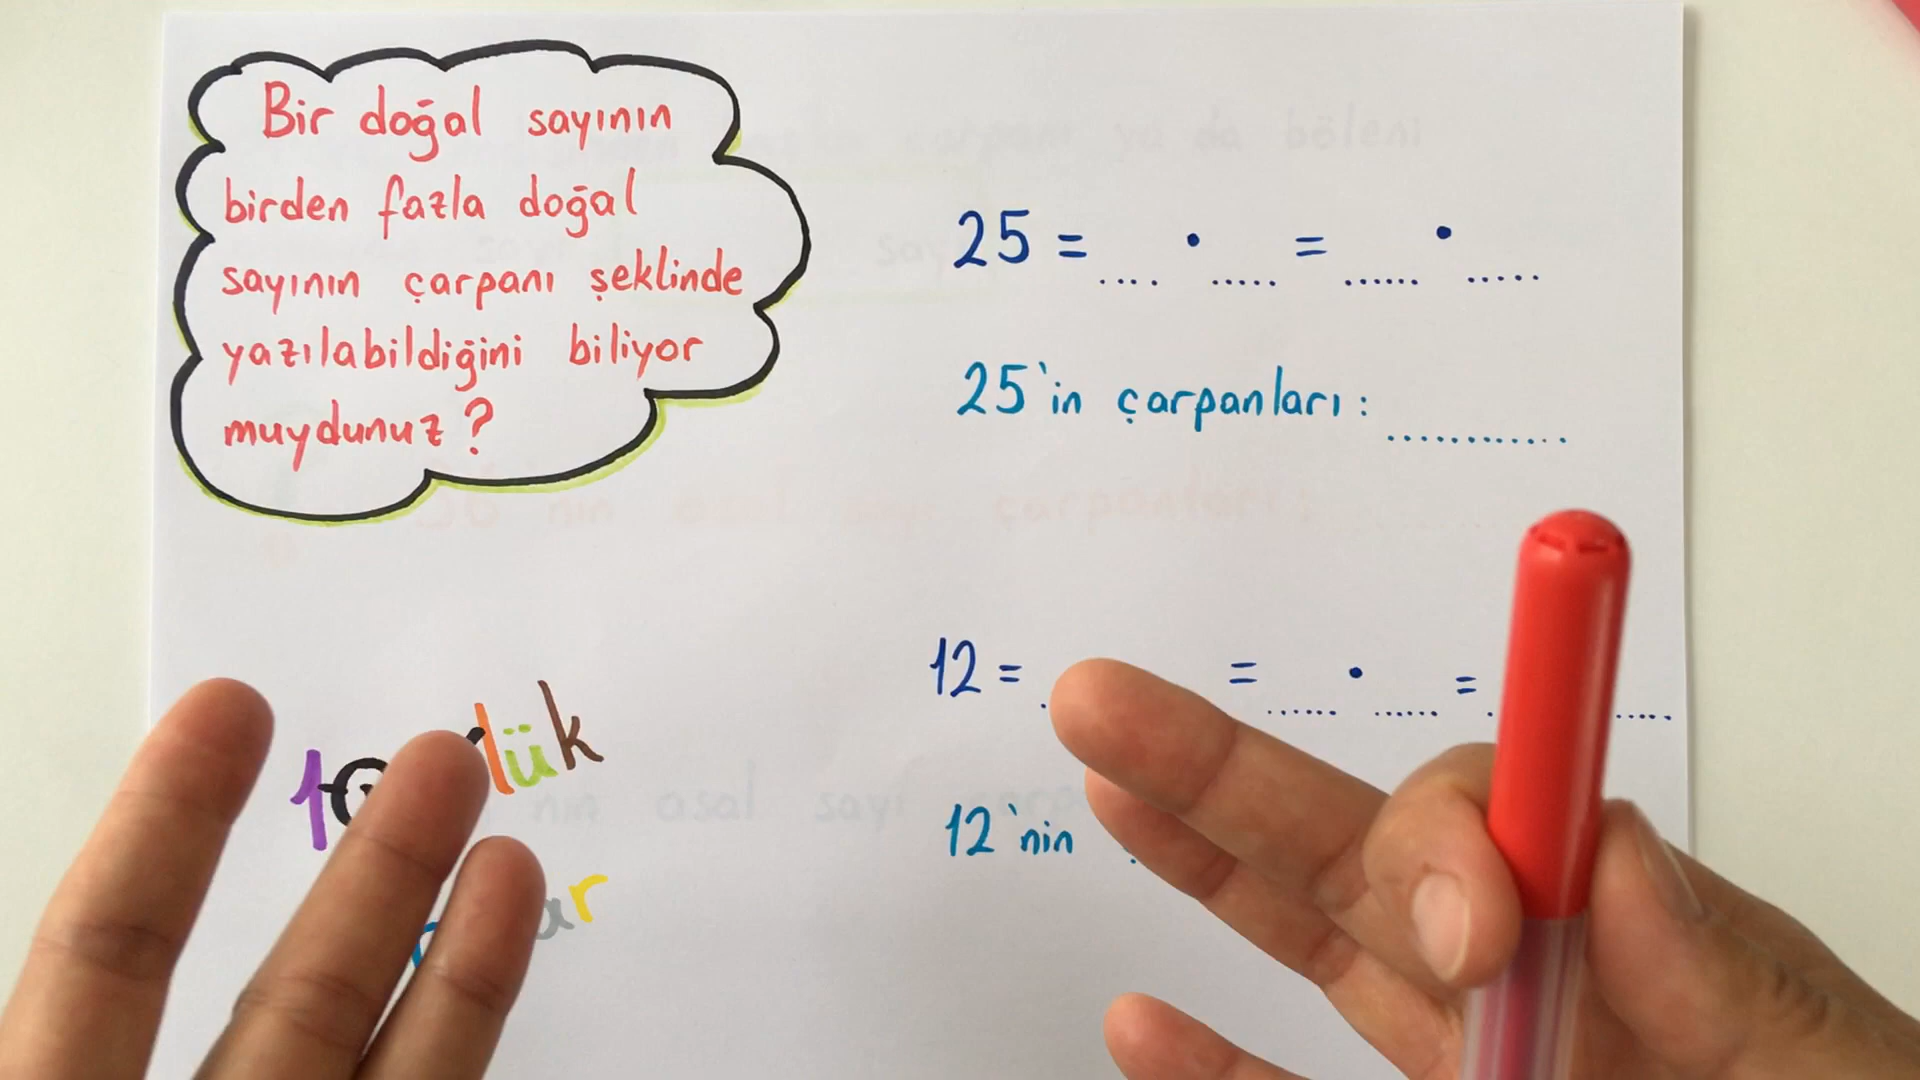 Bir doğal sayının
birden fazla doğal
sayının çarpanı şeklinde
yazılabildiğini biliyor
muydunuz?
25 = .... • ..... = ...... • .....
25'in çarpanları: ............
12 = = ...... • ..... =
12'nin